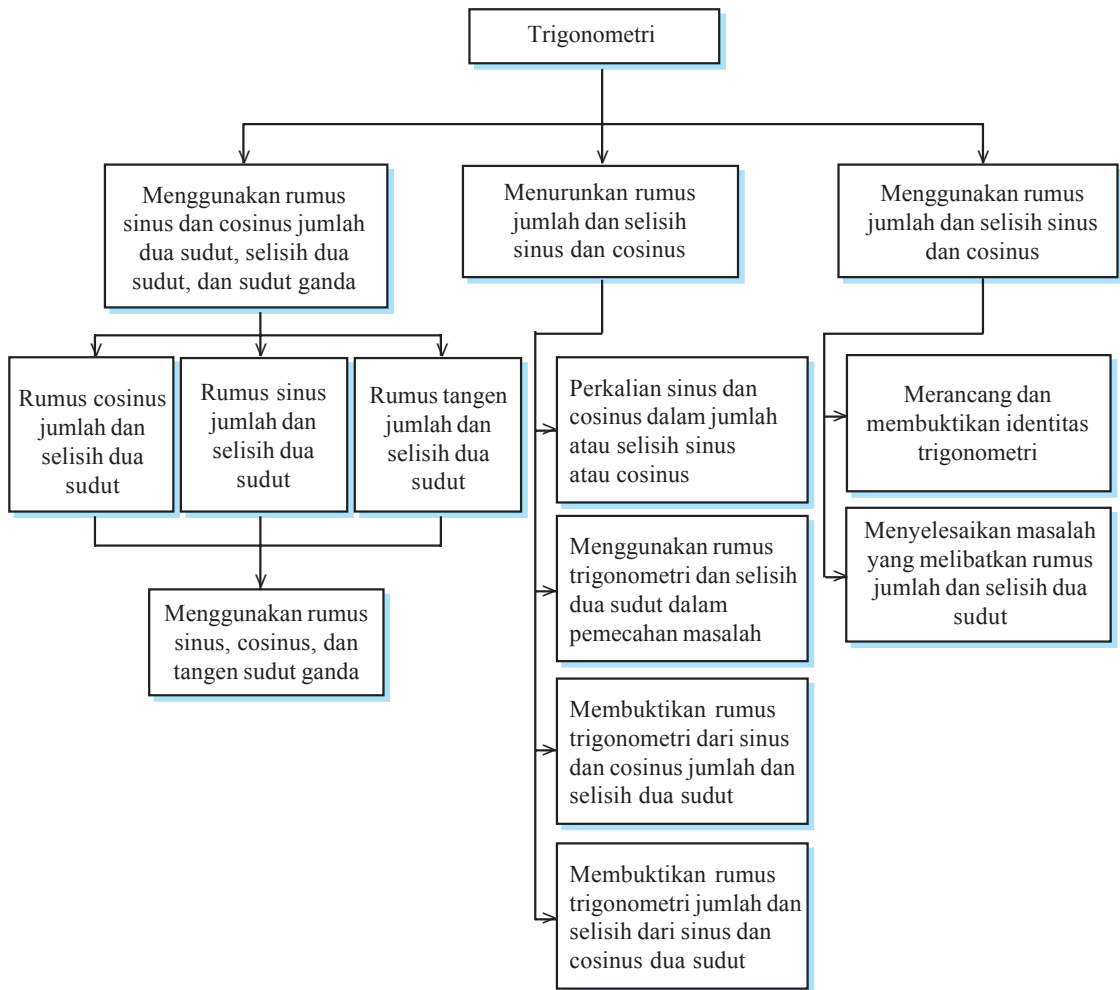 Trigonometri
Menggunakan rumus
sinus dan cosinus jumlah
dua sudut, selisih dua
sudut, dan sudut ganda
Menurunkan rumus
jumlah dan selisih
sinus dan cosinus
Menggunakan rumus
jumlah dan selisih sinus
dan cosinus
Rumus cosinus
jumlah dan
selisih dua
sudut
Rumus sinus
jumlah dan
selisih dua
sudut
Rumus tangen
jumlah dan
selisih dua
sudut
Menggunakan rumus
sinus, cosinus, dan
tangen sudut ganda
Perkalian sinus dan
cosinus dalam jumlah
atau selisih sinus
atau cosinus
Menggunakan rumus
trigonometri dan selisih
dua sudut dalam
pemecahan masalah
Membuktikan rumus
trigonometri dari sinus
dan cosinus jumlah dan
selisih dua sudut
Membuktikan rumus
trigonometri jumlah dan
selisih dari sinus dan
cosinus dua sudut
Merancang dan
membuktikan identitas
trigonometri
Menyelesaikan masalah
yang melibatkan rumus
jumlah dan selisih dua
sudut